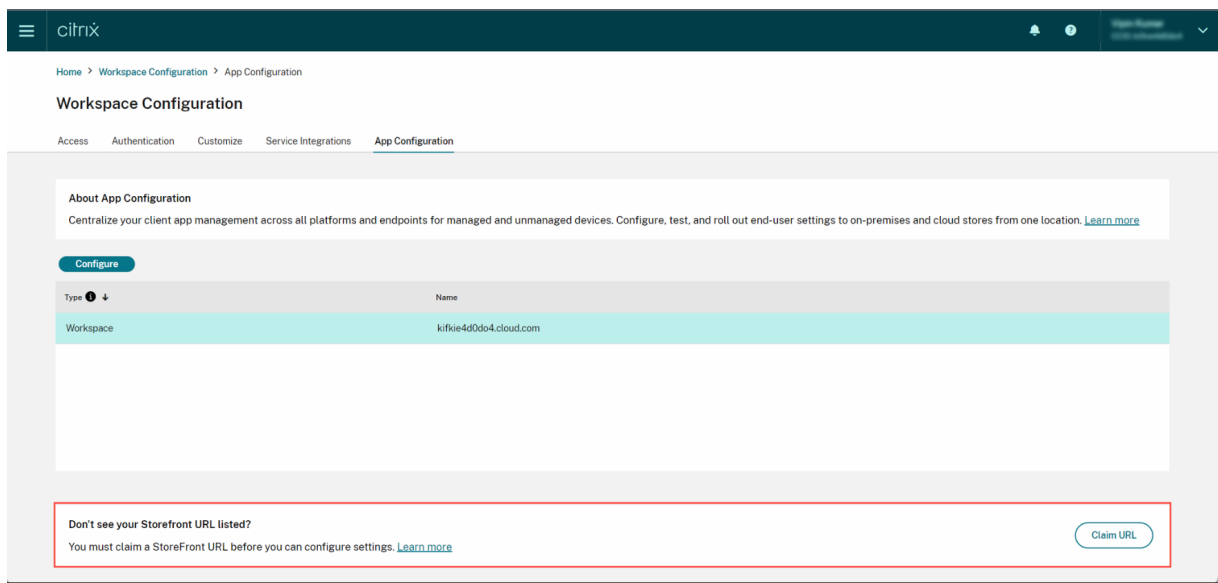 citrix
Home > Workspace Configuration > App Configuration
Workspace Configuration
Access Authentication Customize Service Integrations App Configuration
About App Configuration
Centralize your client app management across all platforms and endpoints for managed and unmanaged devices. Configure, test, and roll out end-user settings to on-premises and cloud stores from one location. Learn more
Configure
Type Name
Workspace kifkie4d0do4.cloud.com
Don't see your Storefront URL listed?
You must claim a StoreFront URL before you can configure settings. Learn more
Claim URL